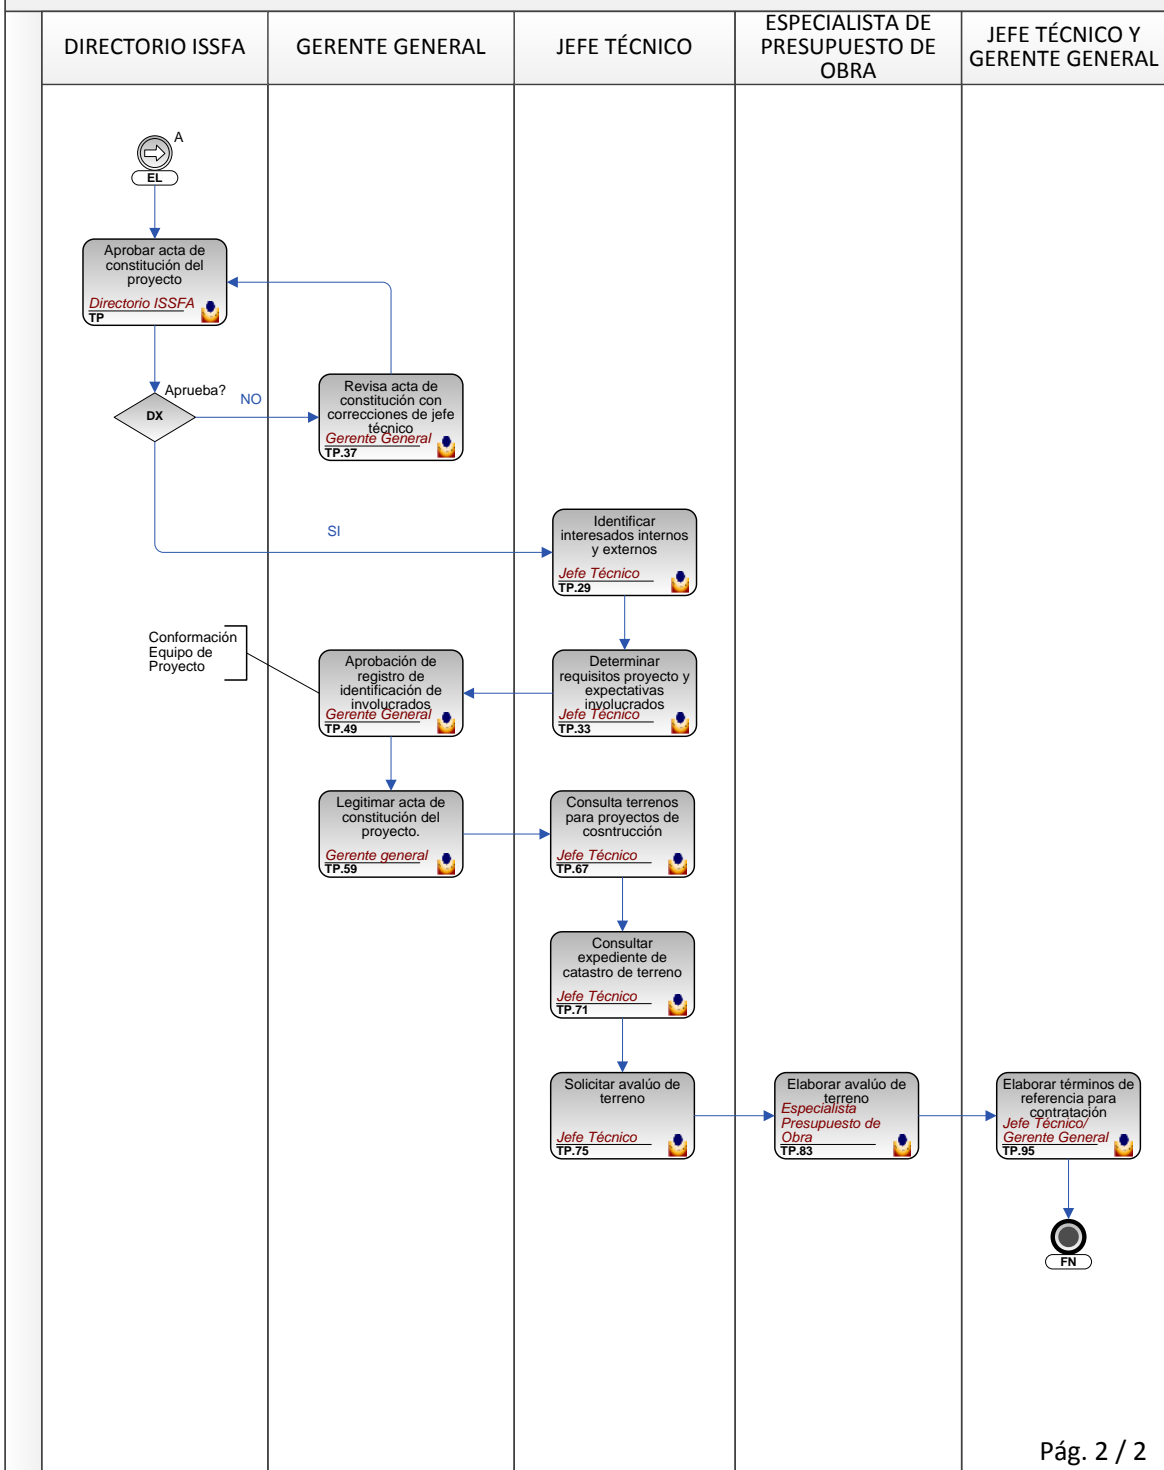 DIRECTORIO ISSFA
GERENTE GENERAL
JEFE TÉCNICO
ESPECIALISTA DE
PRESUPUESTO DE
OBRA
JEFE TÉCNICO Y
GERENTE GENERAL
A
EL
Aprobar acta de
constitución del
proyecto
Directorio ISSFA
TP
Aprueba?
DX
NO
Revisa acta de
constitución con
correcciones de jefe
técnico
Gerente General
TP.37
SI
Identificar
interesados internos
y externos
Jefe Técnico
TP.29
Conformación
Equipo de
Proyecto
Aprobación de
registro de
identificación de
involucrados
Gerente General
TP.49
Determinar
requisitos proyecto y
expectativas
involucrados
Jefe Técnico
TP.33
Legitimar acta de
constitución del
proyecto.
Gerente general
TP.59
Consulta terrenos
para proyectos de
cosntrucción
Jefe Técnico
TP.67
Consultar
expediente de
catastro de terreno
Jefe Técnico
TP.71
Solicitar avalúo de
terreno
Jefe Técnico
TP.75
Elaborar avalúo de
terreno
Especialista
Presupuesto de
Obra
TP.83
Elaborar términos de
referencia para
contratación
Jefe Técnico/
Gerente General
TP.95
FN
Pág. 2 / 2